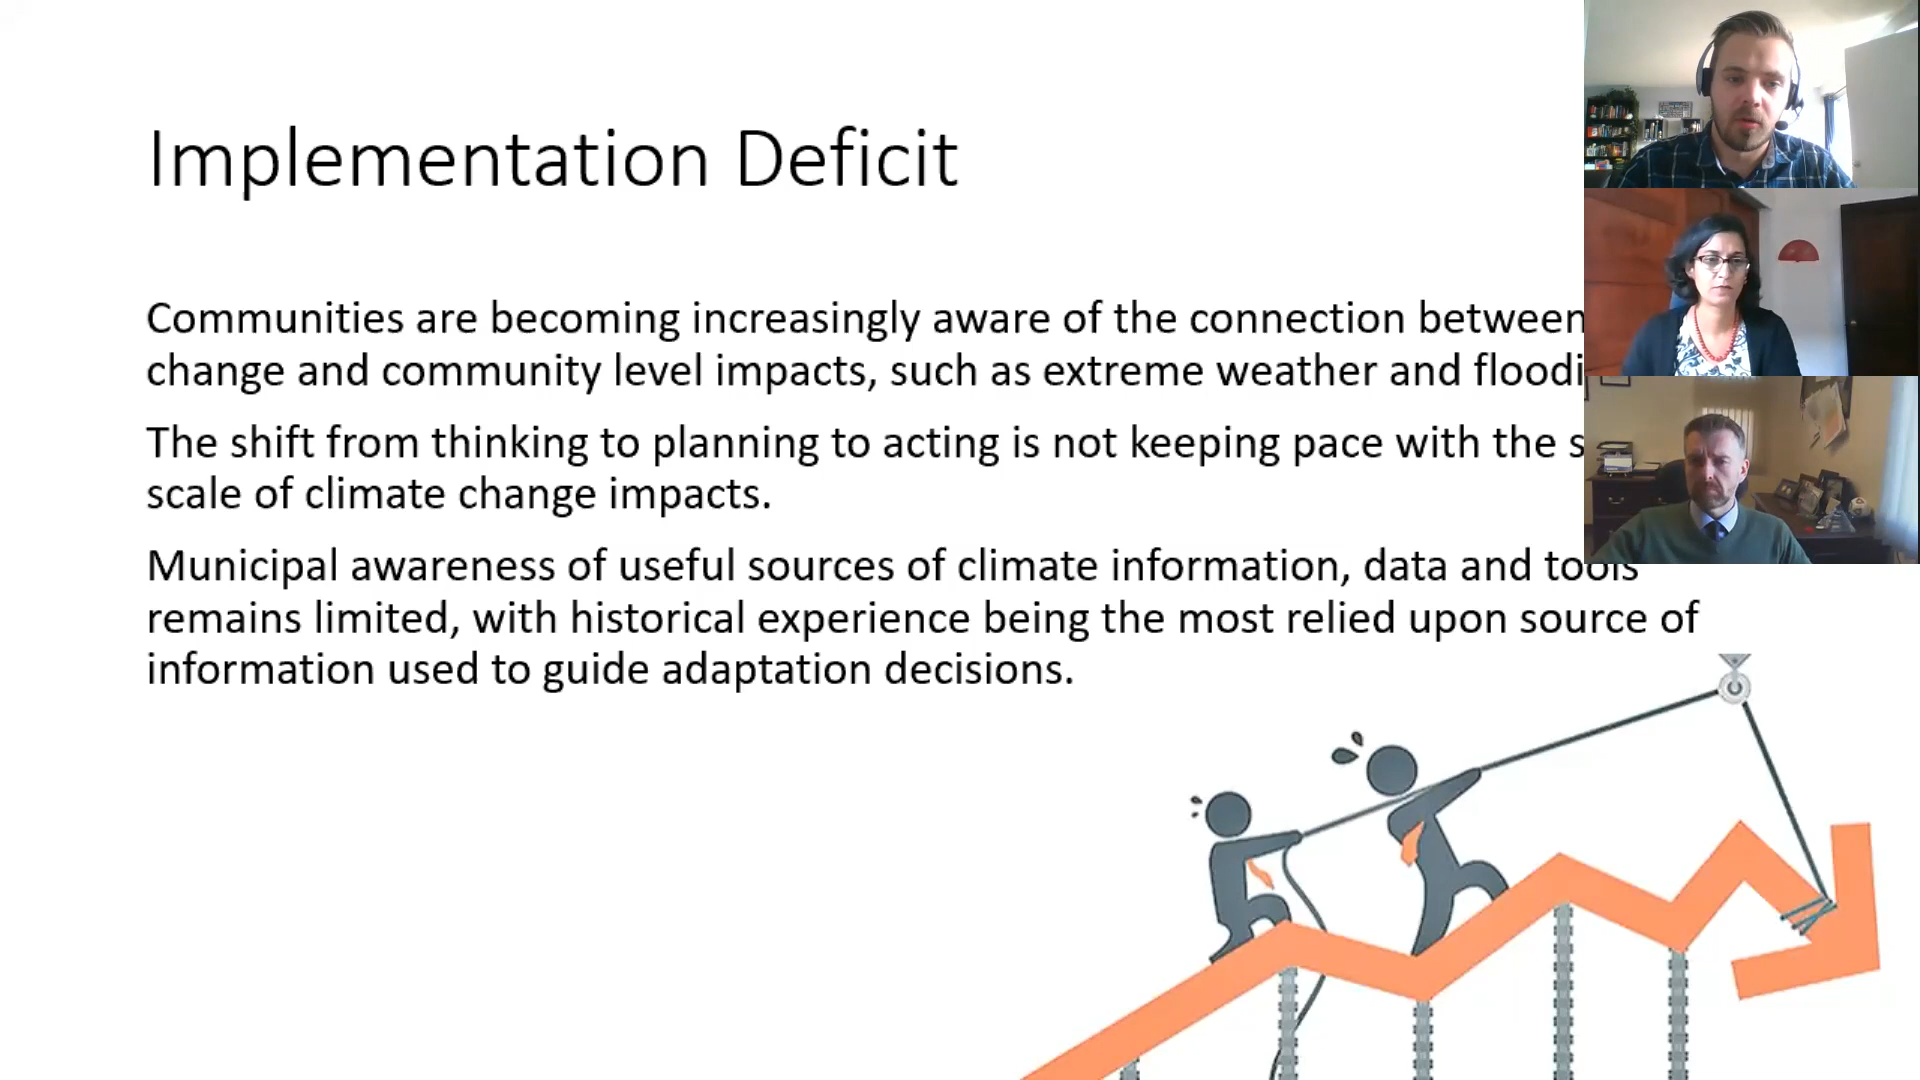 Implementation Deficit
Communities are becoming increasingly aware of the connection between
change and community level impacts, such as extreme weather and
The shift from thinking to planning to acting is not keeping pace with the
scale of climate change impacts.
Municipal awareness of useful sources of climate information, data and tools
remains limited, with historical experience being the most relied upon source of
information used to guide adaptation decisions.